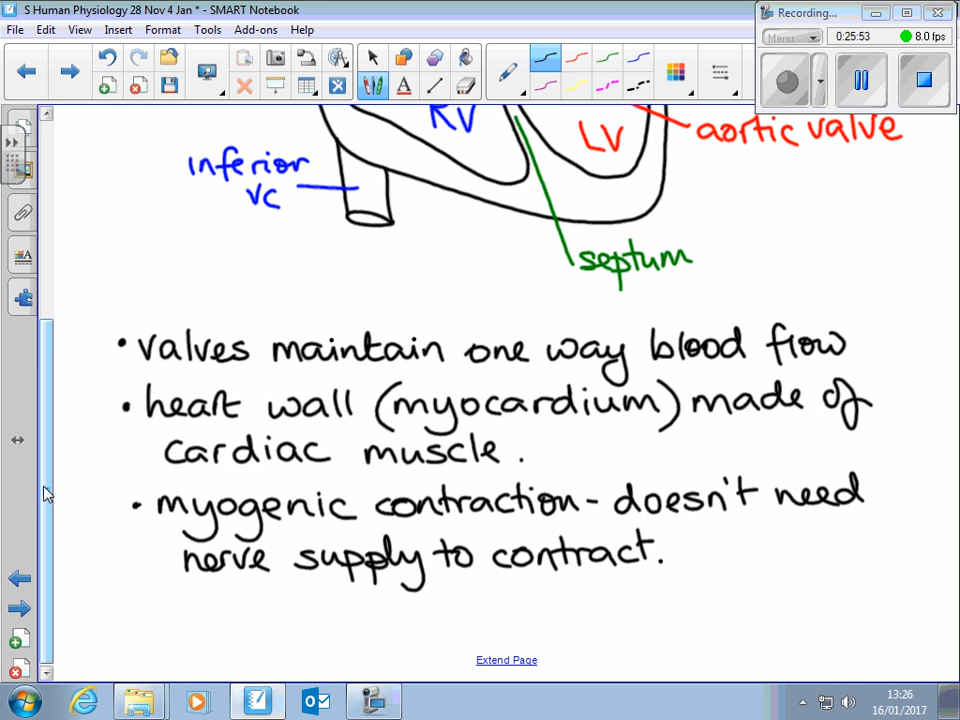 S Human Physiology 28 Nov 4 Jan * - SMART Notebook
File Edit View Insert Format Tools Add-ons Help
Recording...
Menu 0:25:53 8.0 fps
RV
LV
aortic valve
inferior
VC
septum
• valves maintain one way blood flow
• heart wall (myocardium) made of
cardiac muscle.
• myogenic contraction - doesn't need
nerve supply to contract.
Extend Page
13:26
16/01/2017